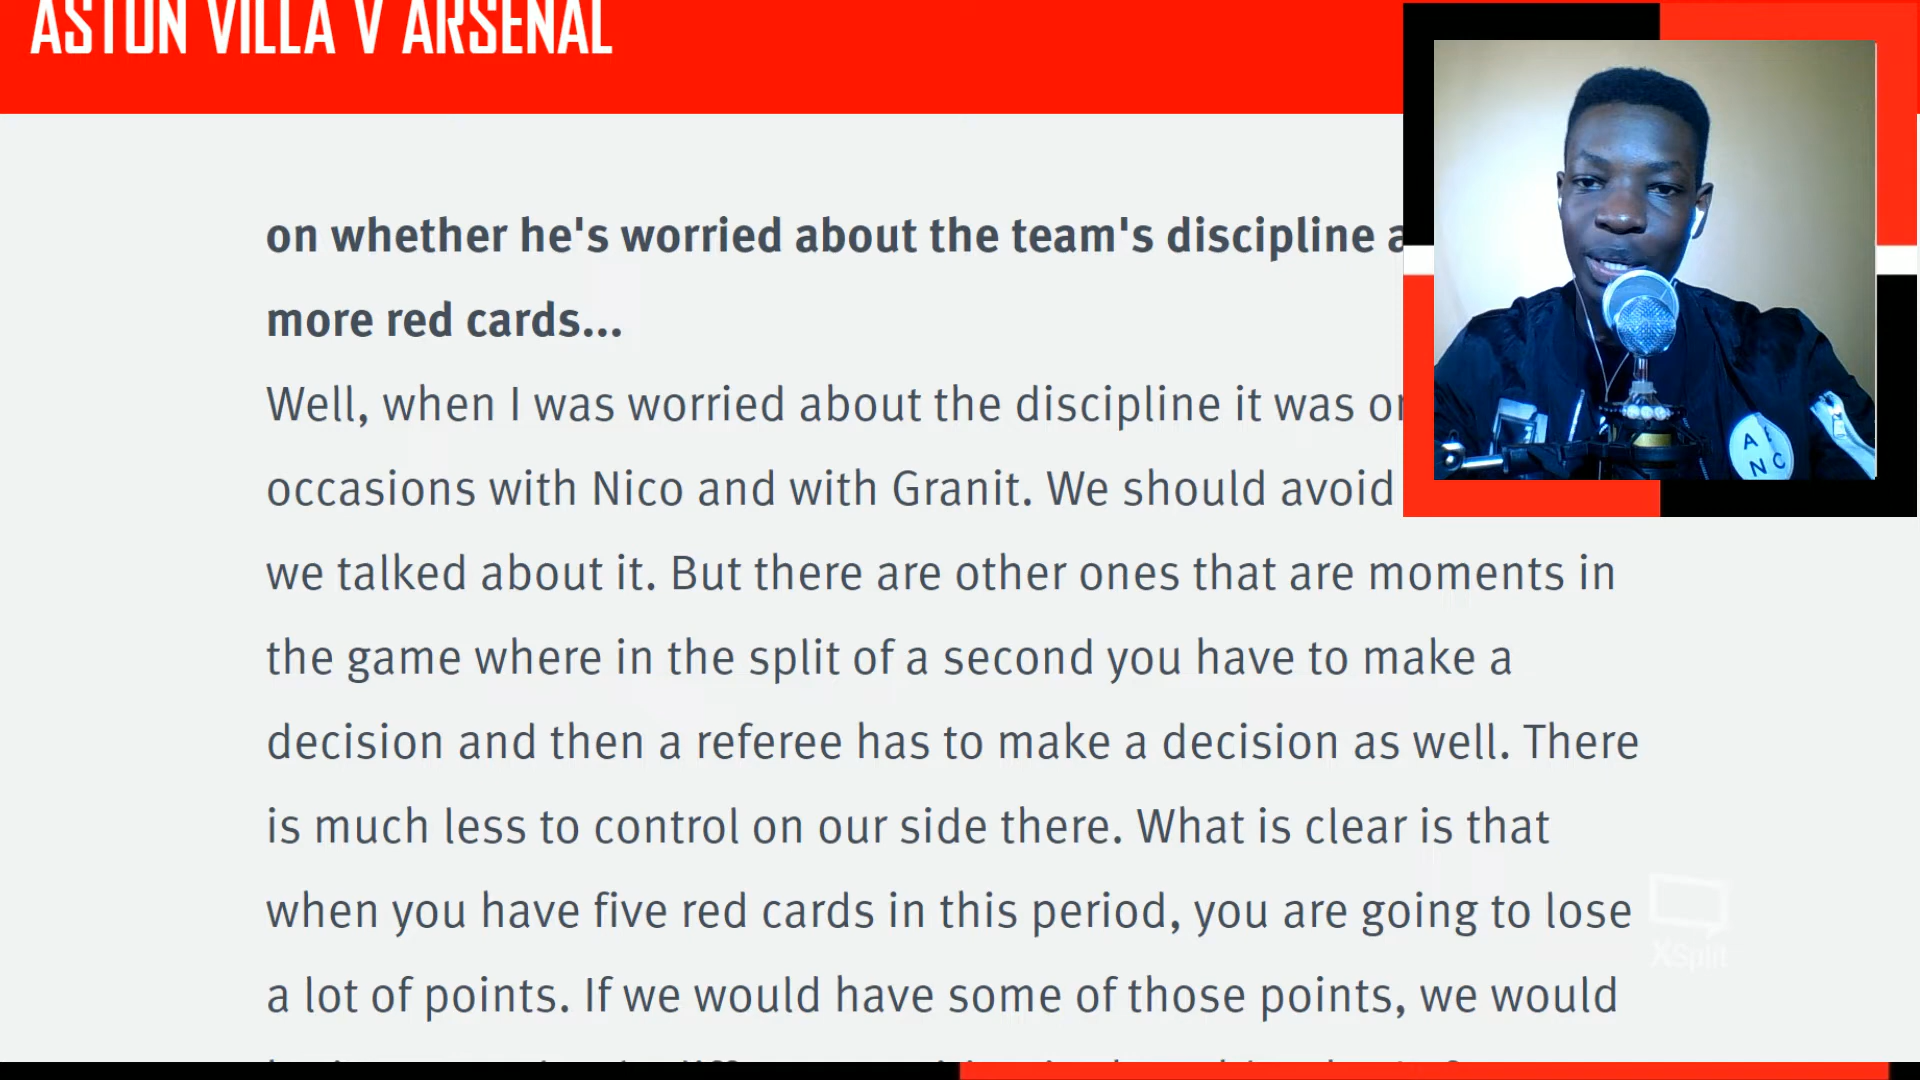 ASTON VILLA V ARSENAL
on whether he's worried about the team's discipline
more red cards...
Well, when I was worried about the discipline it was
occasions with Nico and with Granit. We should avoid
we talked about it. But there are other ones that are moments in
the game where in the split of a second you have to make a
decision and then a referee has to make a decision as well. There
is much less to control on our side there. What is clear is that
when you have five red cards in this period, you are going to lose
a lot of points. If we would have some of those points, we would
XSplit
A
N C